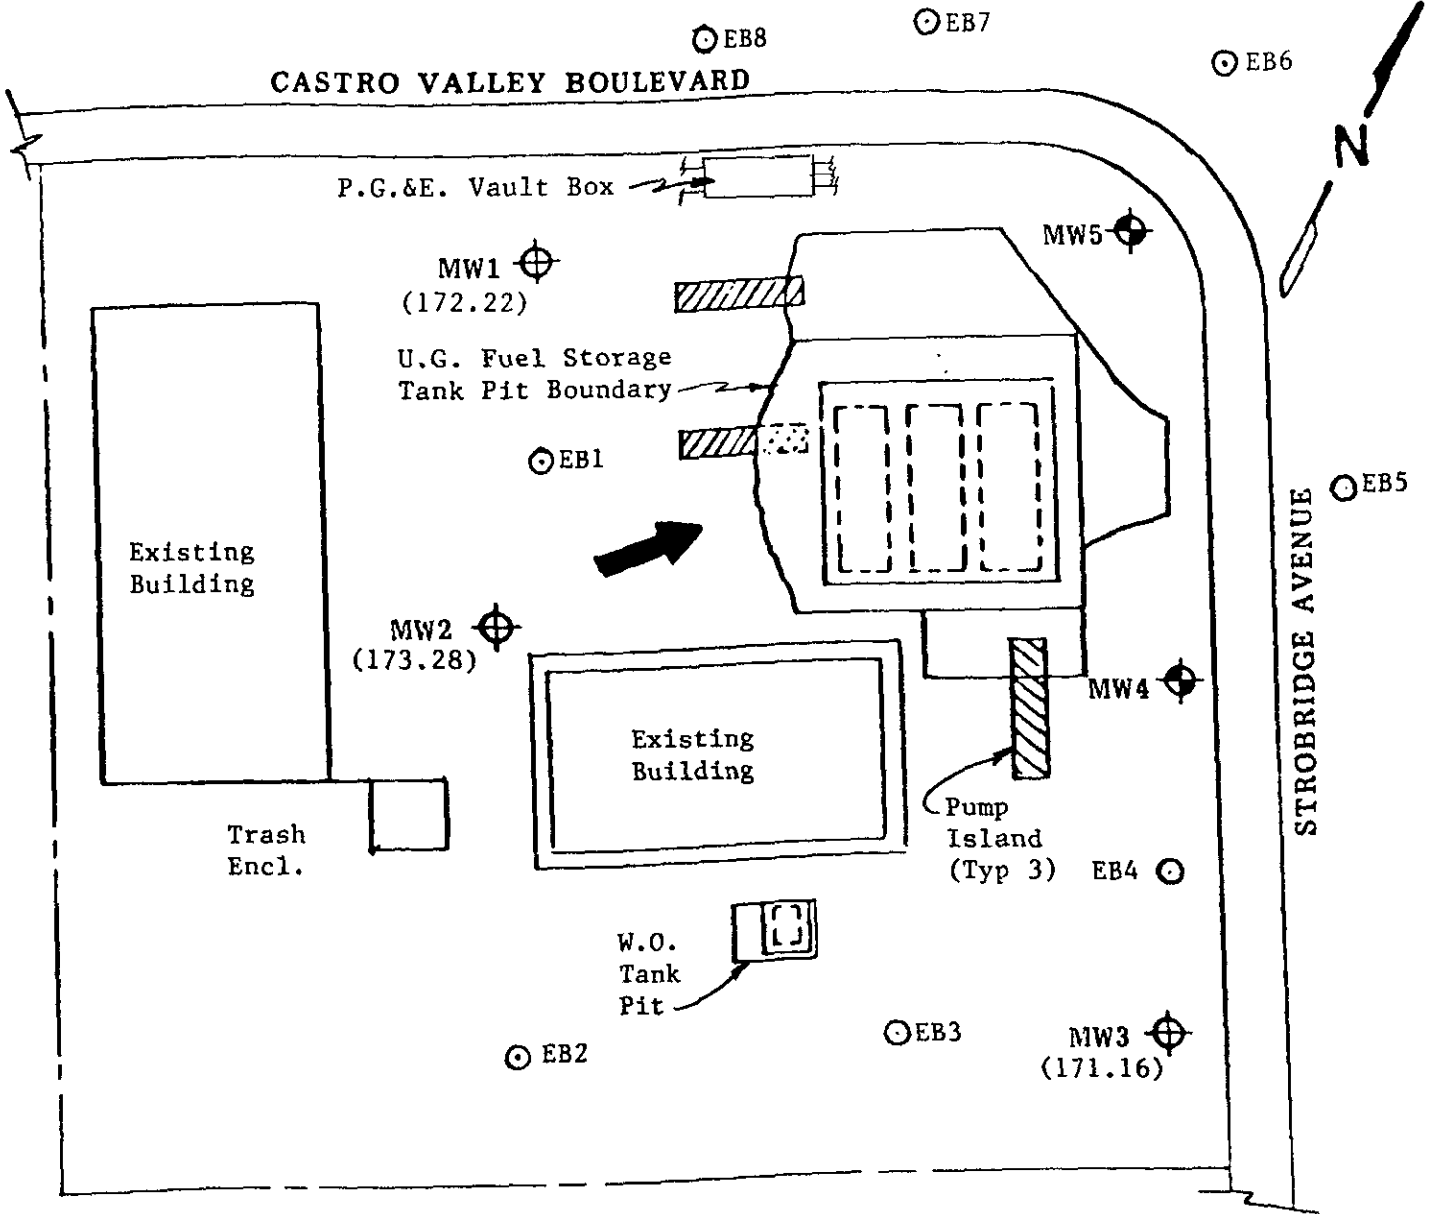 EB8
EB7
EB6
CASTRO VALLEY BOULEVARD
N
P.G.&E. Vault Box
MW5
MW1
(172.22)
U.G. Fuel Storage
Tank Pit Boundary
EB1
EB5
Existing
Building
STROBRIDGE AVENUE
MW2
(173.28)
MW4
Existing
Building
Pump
Island
(Typ 3)
Trash
Encl.
EB4
W.O.
Tank
Pit
EB2
EB3
MW3
(171.16)